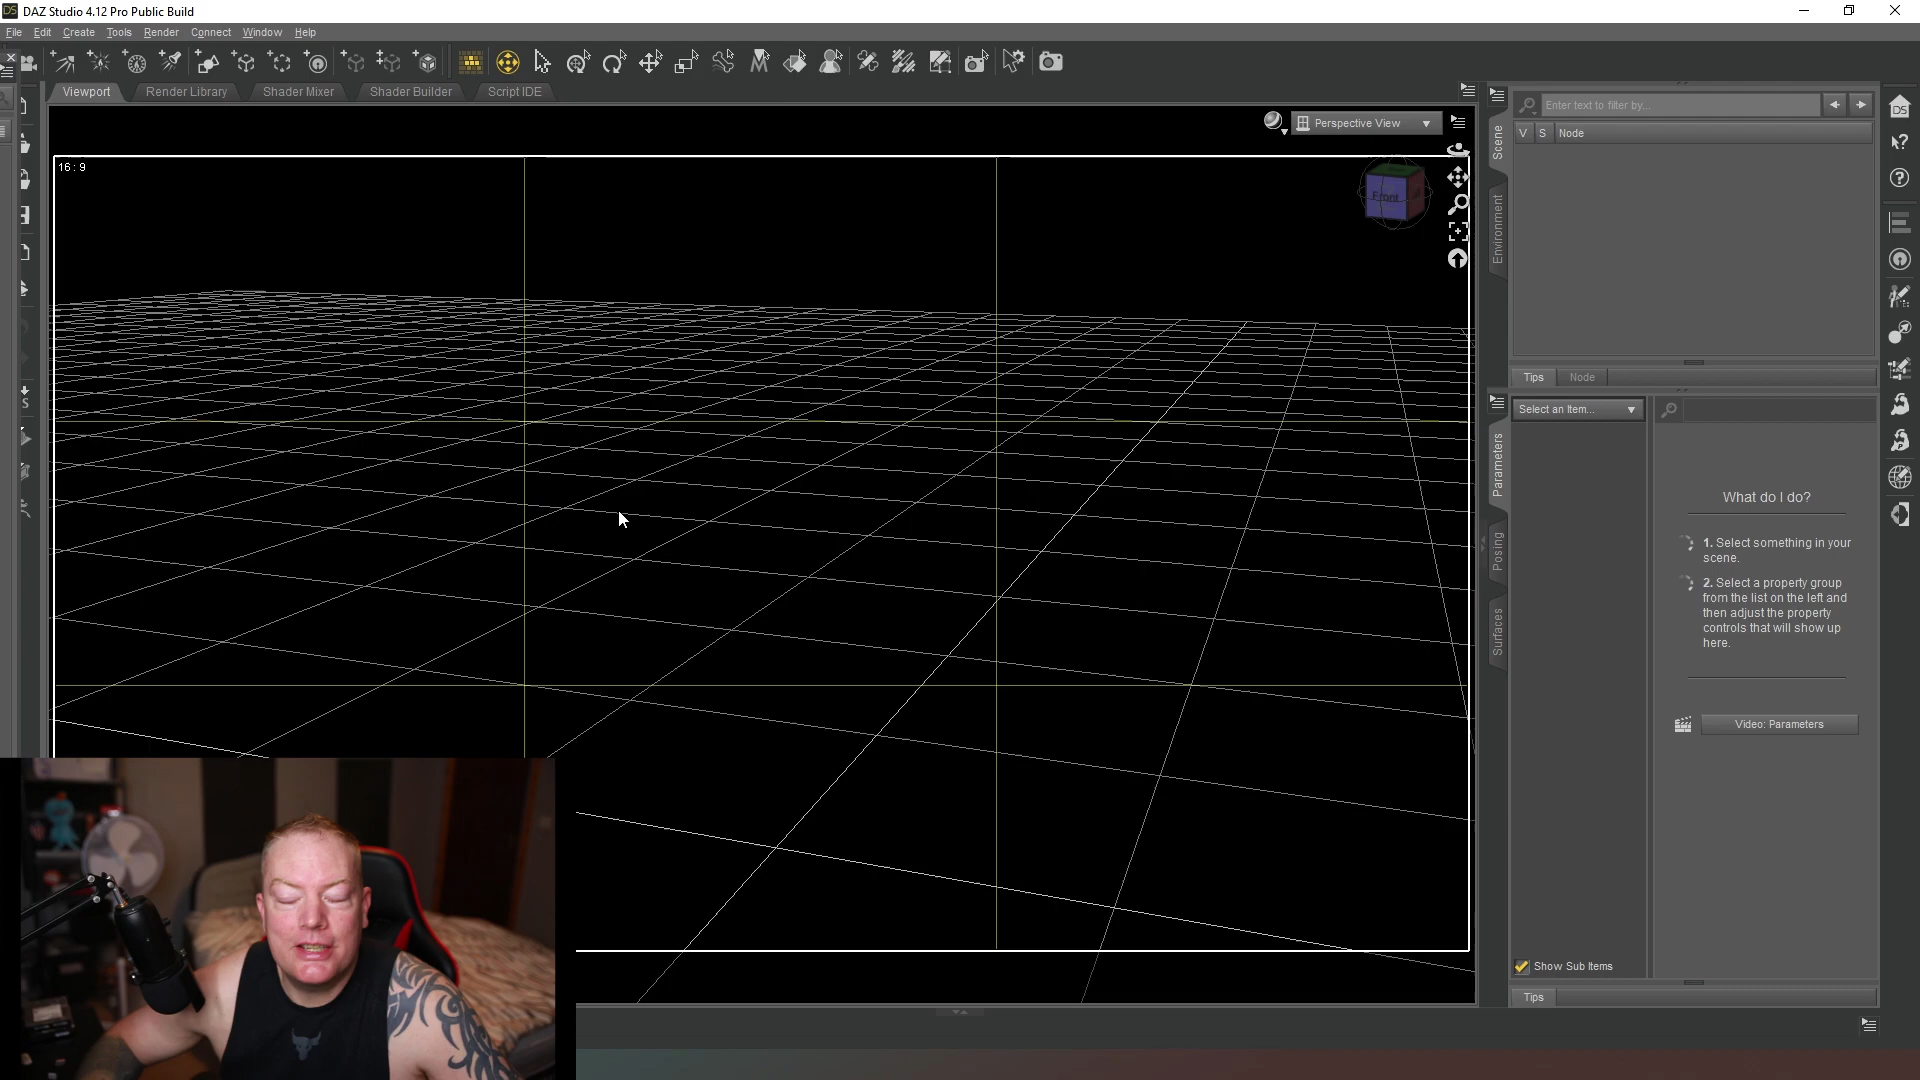 DS DAZ Studio 4.12 Pro Public Build
File Edit Create Tools Render Connect Window Help
Viewport Render Library Shader Mixer Shader Builder Script IDE
Perspective View
16 : 9
Front
Enter text to filter by...
V S Node
Scene
Environment
Tips Node
Select an Item...
Parameters
Posing
Surfaces
What do I do?
1. Select something in your
scene.
2. Select a property group
from the list on the left and
then adjust the property
controls that will show up
here.
Video: Parameters
Show Sub Items
Tips
DS